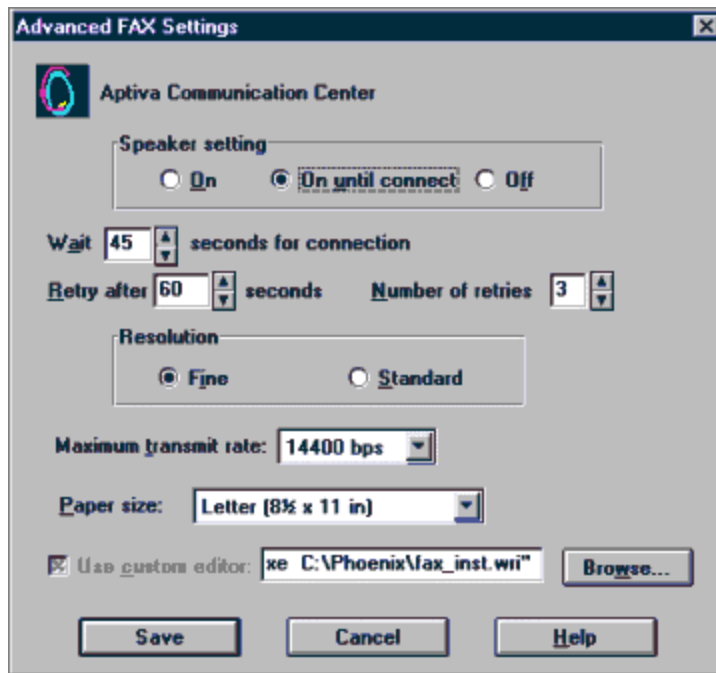 Advanced FAX Settings
Aptiva Communication Center
Speaker setting
On On until connect Off
Wait 45 seconds for connection
Retry after 60 seconds Number of retries 3
Resolution
Fine Standard
Maximum transmit rate: 14400 bps
Paper size: Letter (8½ x 11 in)
Use custom editor: xe C:\Phoenix\fax_inst.wri" Browse...
Save Cancel Help